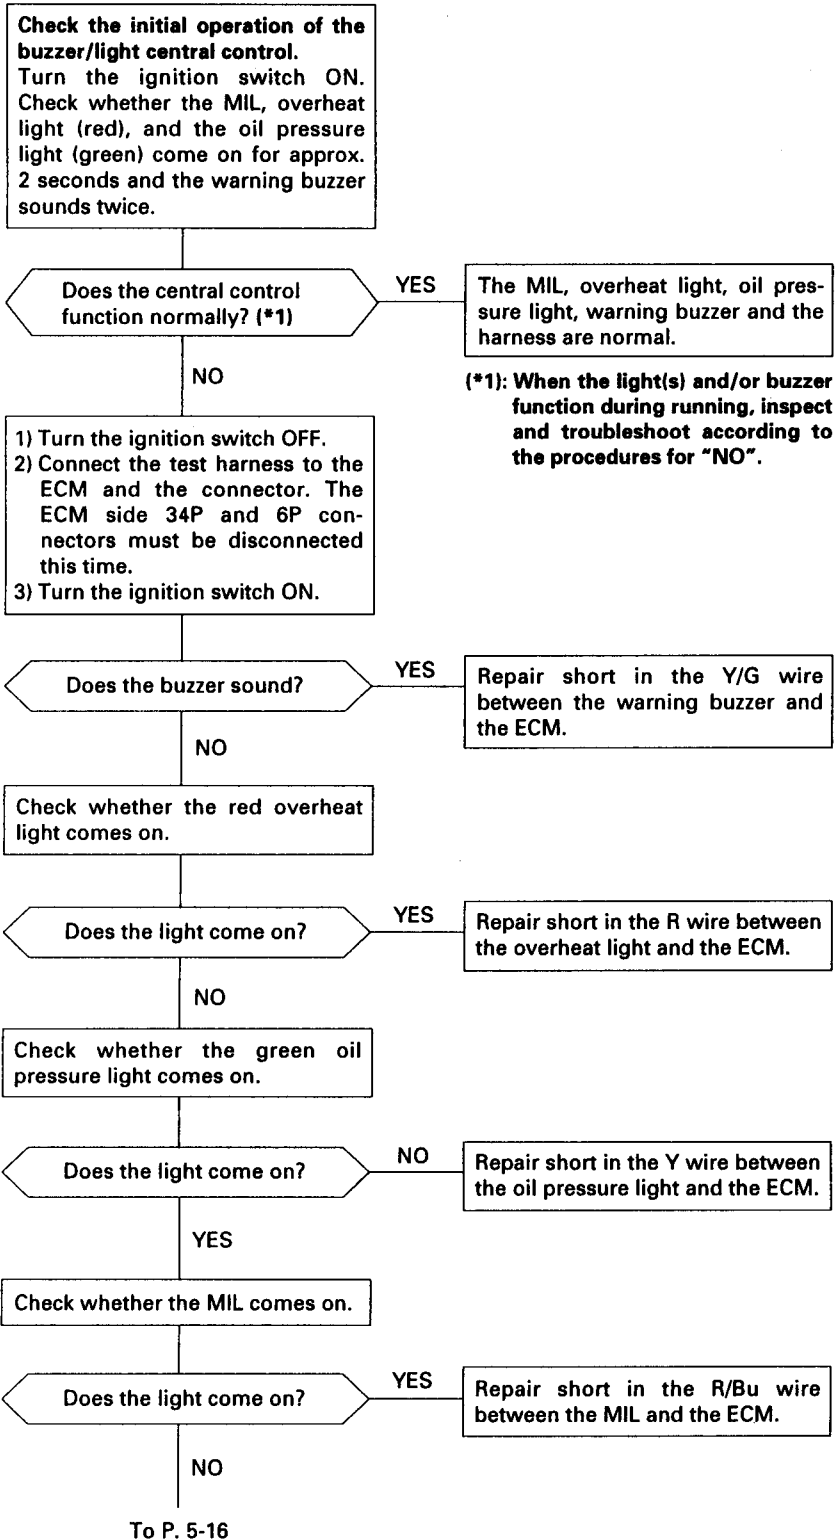 Check the initial operation of the
buzzer/light central control.
Turn the ignition switch ON.
Check whether the MIL, overheat
light (red), and the oil pressure
light (green) come on for approx.
2 seconds and the warning buzzer
sounds twice.
Does the central control
function normally? (*1)
YES
The MIL, overheat light, oil pres-
sure light, warning buzzer and the
harness are normal.
(*1): When the light(s) and/or buzzer
function during running, inspect
and troubleshoot according to
the procedures for "NO".
NO
1) Turn the ignition switch OFF.
2) Connect the test harness to the
ECM and the connector. The
ECM side 34P and 6P con-
nectors must be disconnected
this time.
3) Turn the ignition switch ON.
Does the buzzer sound?
YES
Repair short in the Y/G wire
between the warning buzzer and
the ECM.
NO
Check whether the red overheat
light comes on.
Does the light come on?
YES
Repair short in the R wire between
the overheat light and the ECM.
NO
Check whether the green oil
pressure light comes on.
Does the light come on?
NO
Repair short in the Y wire between
the oil pressure light and the ECM.
YES
Check whether the MIL comes on.
Does the light come on?
YES
Repair short in the R/Bu wire
between the MIL and the ECM.
NO
To P. 5-16